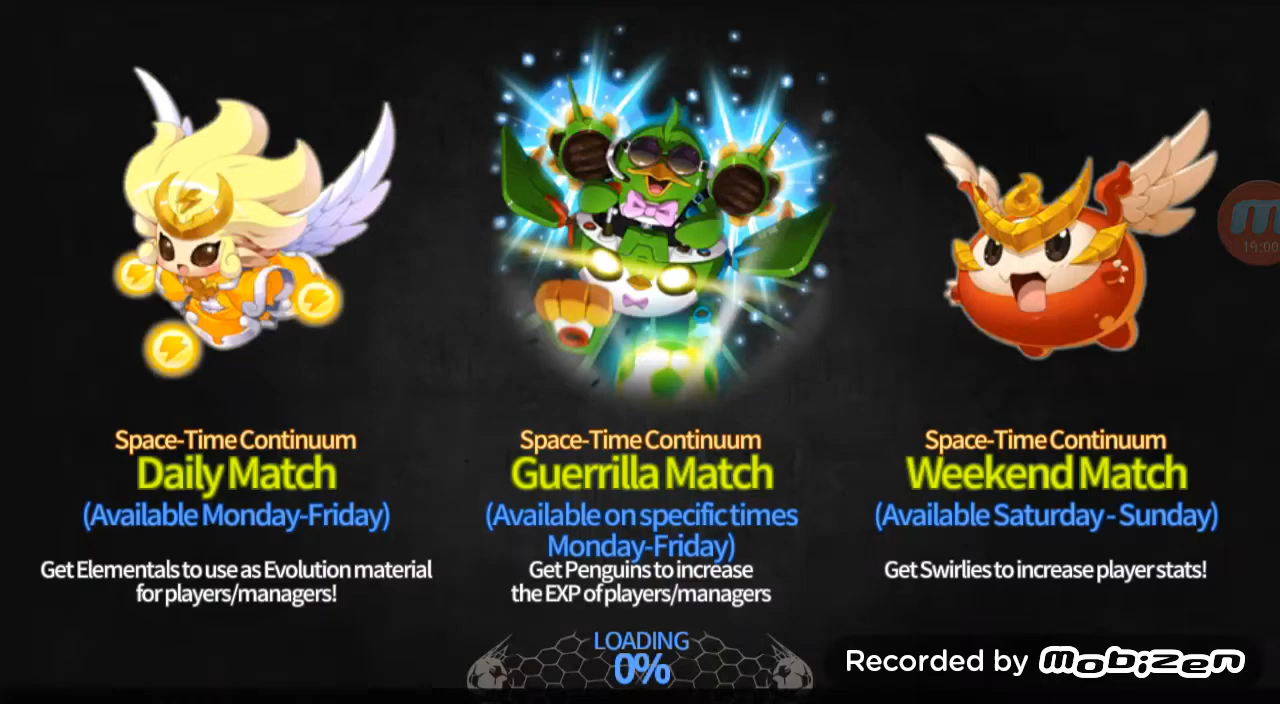 Space-Time Continuum
Daily Match
(Available Monday-Friday)
Get Elementals to use as Evolution material
for players/managers!
Space-Time Continuum
Guerrilla Match
(Available on specific times
Monday-Friday)
Get Penguins to increase
the EXP of players/managers
Space-Time Continuum
Weekend Match
(Available Saturday - Sunday)
Get Swirlies to increase player stats!
19:00
LOADING
0%
Recorded by mobizen